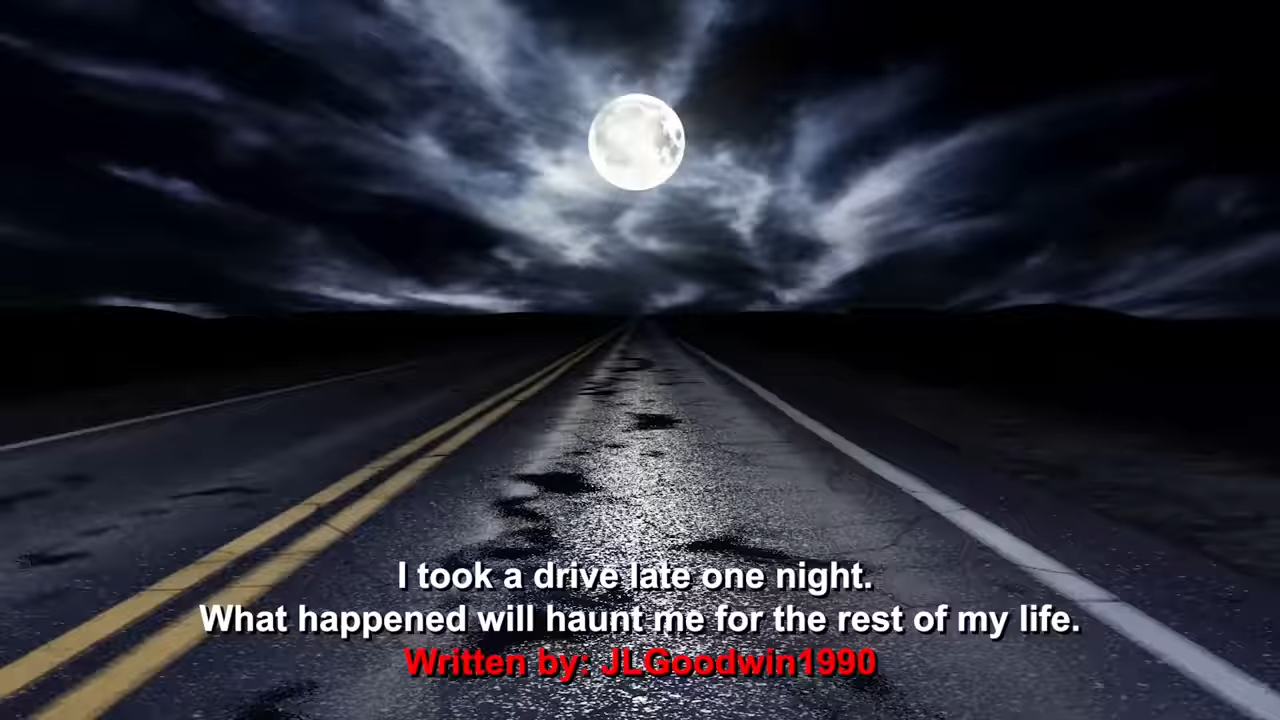 I took a drive late one night.
What happened will haunt me for the rest of my life.
Written by: JLGoodwin1990